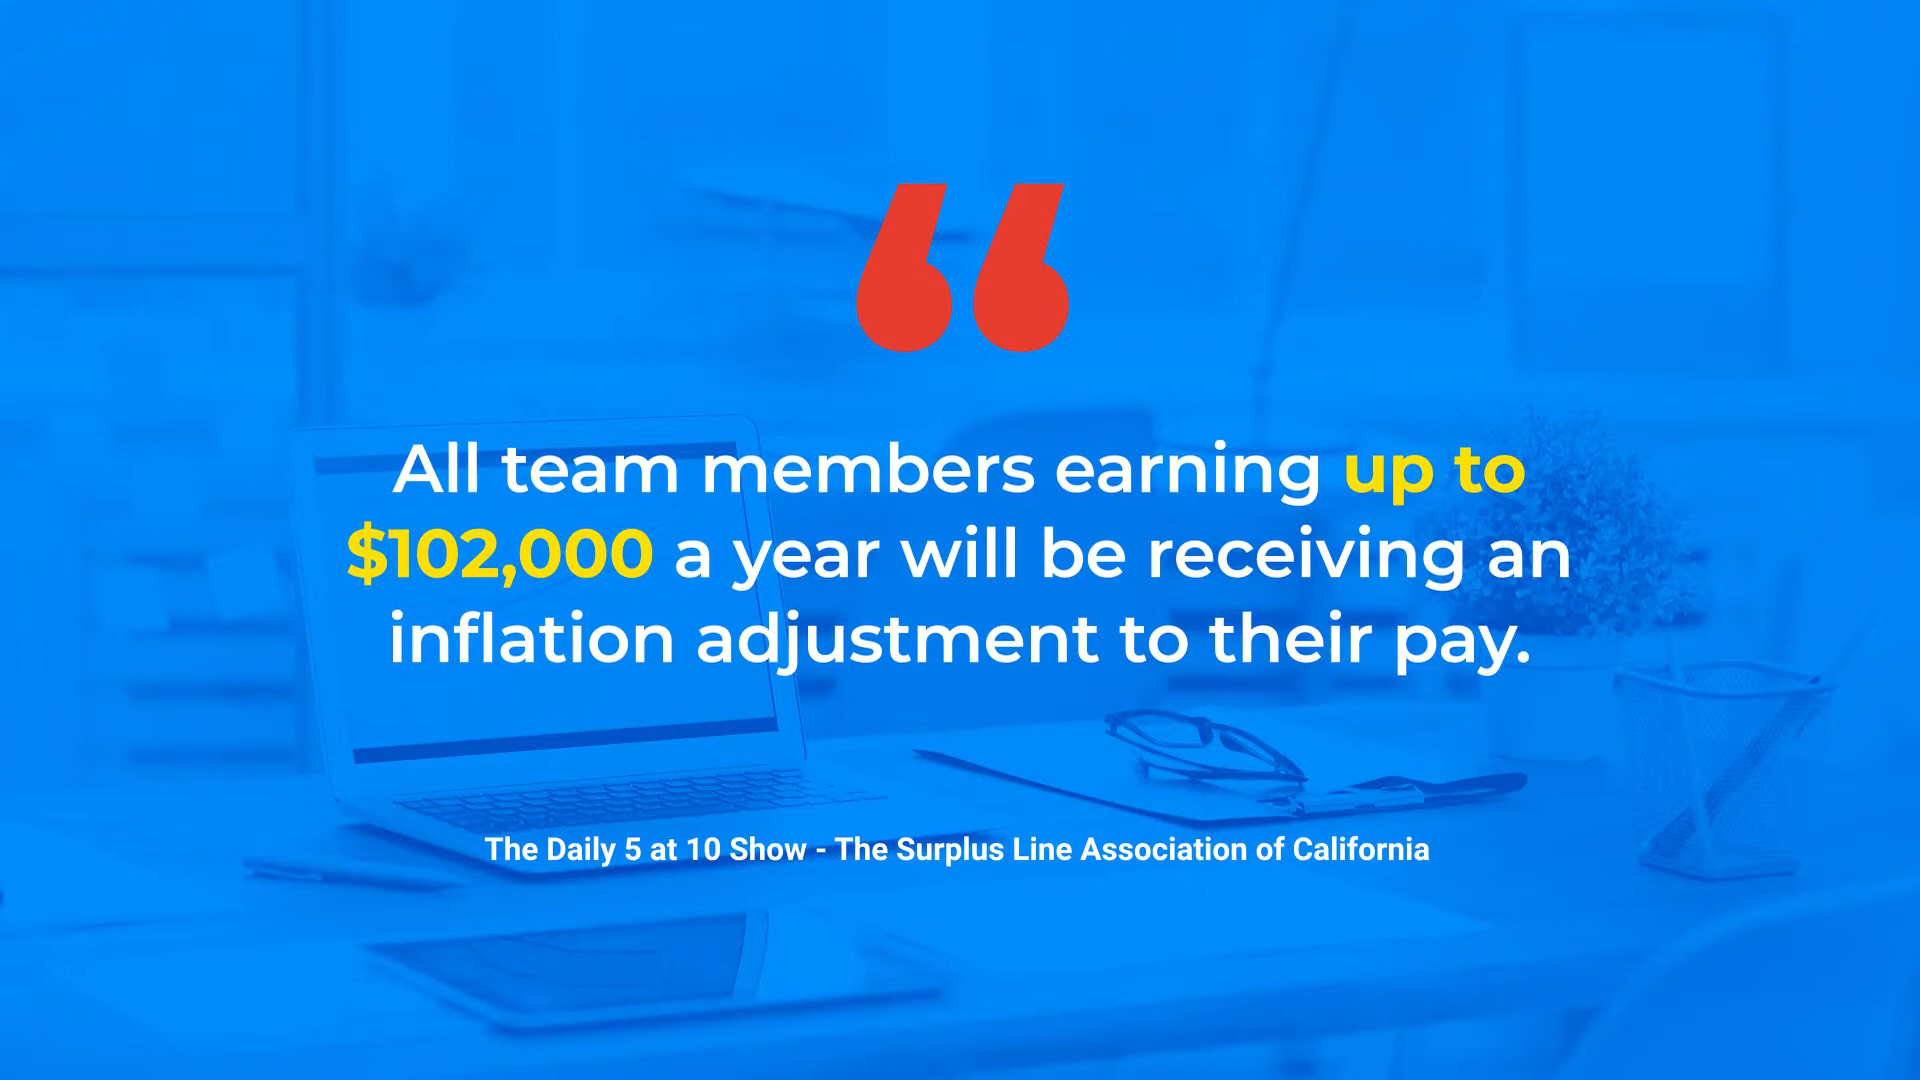 “
All team members earning up to
$102,000 a year will be receiving an
inflation adjustment to their pay.
The Daily 5 at 10 Show - The Surplus Line Association of California